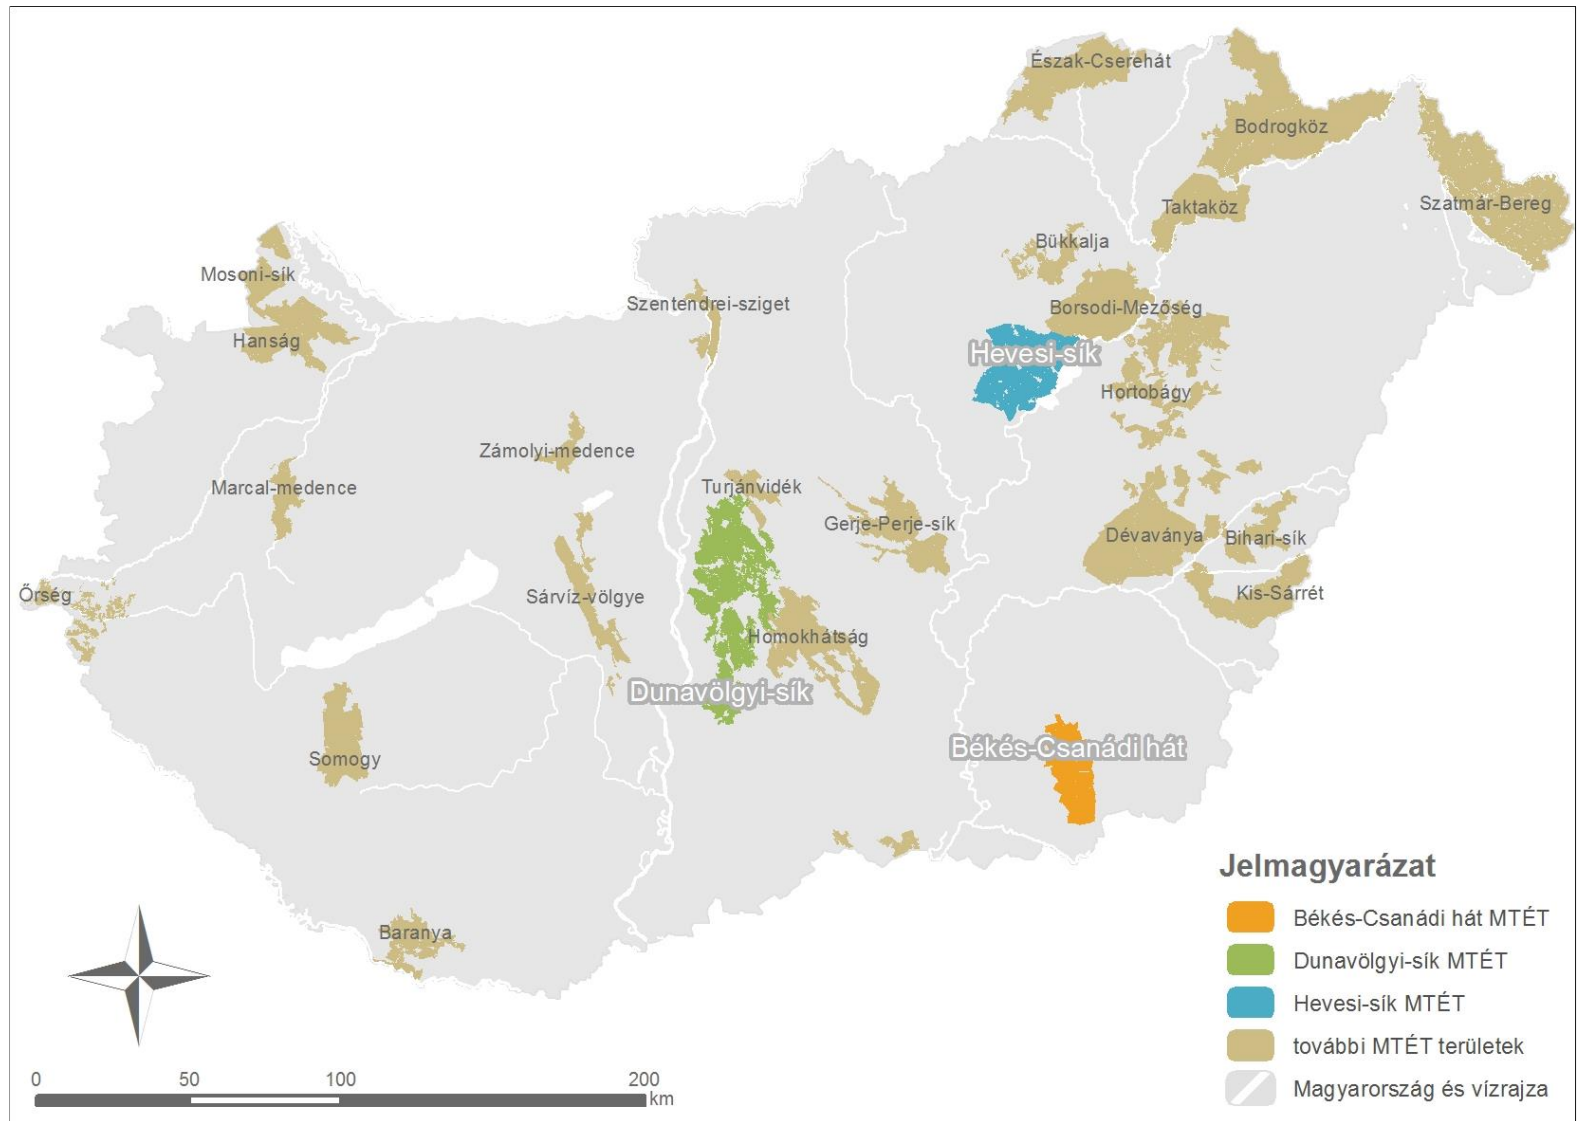 Észak-Cserehát
Bodrogköz
Szatmár-Bereg
Taktaköz
Bükkalja
Mosoni-sík
Szentendrei-sziget
Borsodi-Mezőség
Hanság
Hevesi-sík
Hortobágy
Zámolyi-medence
Marcal-medence
Turjánvidék
Gerje-Perje-sík
Dévaványa
Bihari-sík
Őrség
Sárvíz-völgye
Kis-Sárrét
Homokhátság
Dunavölgyi-sík
Békés-Csanádi hát
Somogy
Baranya
Jelmagyarázat
Békés-Csanádi hát MTÉT
Dunavölgyi-sík MTÉT
Hevesi-sík MTÉT
további MTÉT területek
Magyarország és vízrajza
0 50 100 200
km